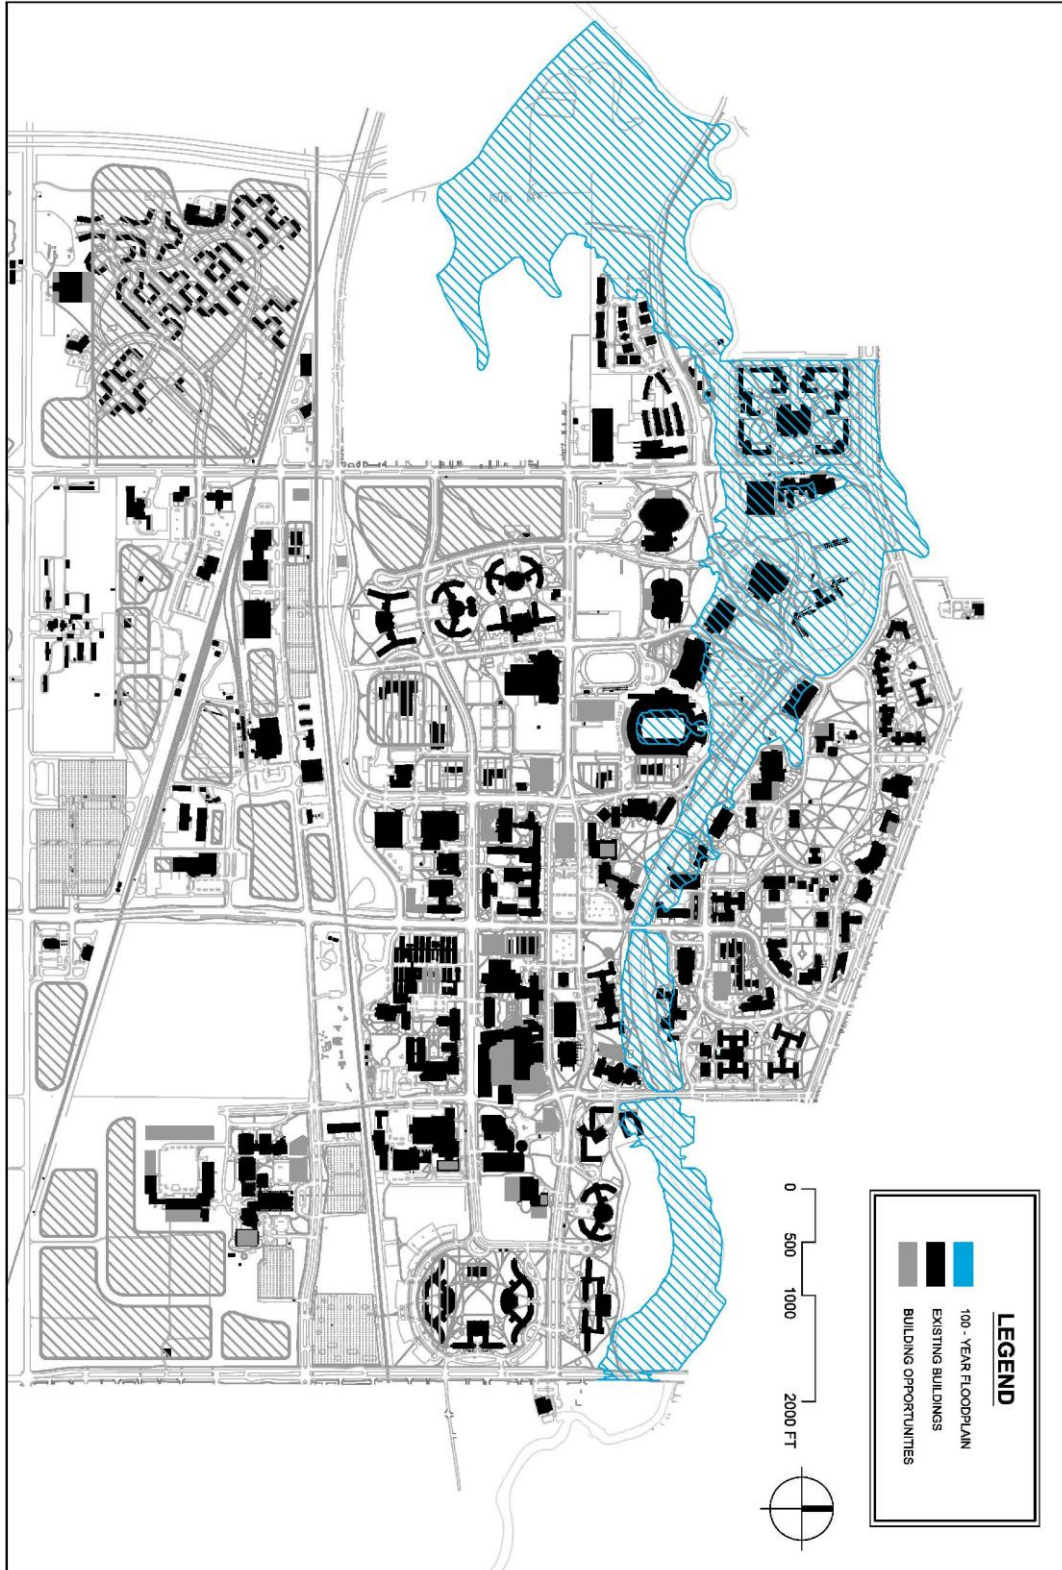 LEGEND
100 - YEAR FLOODPLAIN
EXISTING BUILDINGS
BUILDING OPPORTUNITIES
0 500 1000 2000 FT